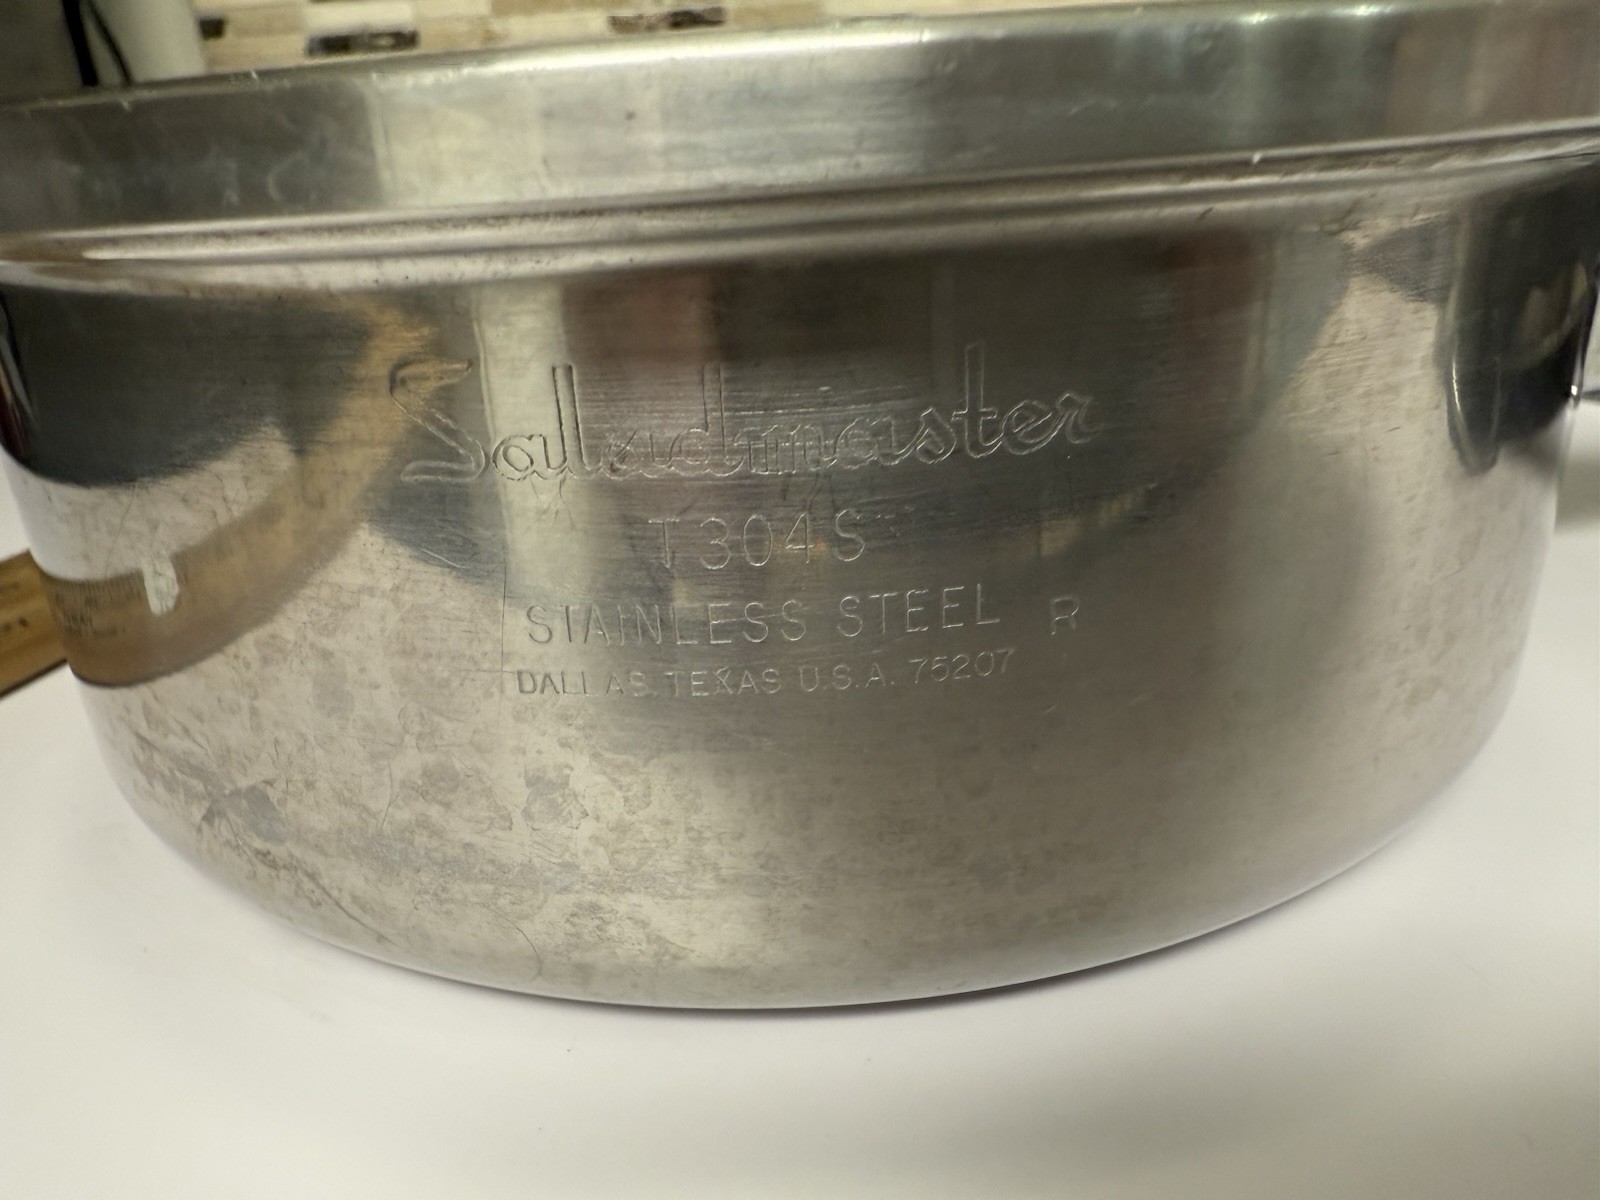 Saladmaster
T304S
STAINLESS STEEL R
DALLAS, TEXAS U.S.A. 75207